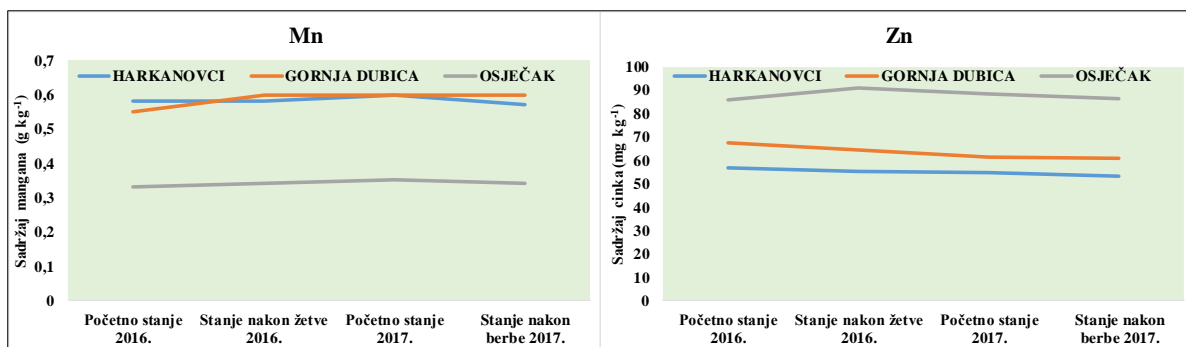 Mn
HARKANOVCI GORNJA DUBICA OSJEČAK
Sadržaj mangana (g kg-1)
0,7
0,6
0,5
0,4
0,3
0,2
0,1
0
Početno stanje 2016.
Stanje nakon žetve 2016.
Početno stanje 2017.
Stanje nakon berbe 2017.
Zn
HARKANOVCI GORNJA DUBICA OSJEČAK
Sadržaj cinka (mg kg-1)
100
90
80
70
60
50
40
30
20
10
0
Početno stanje 2016.
Stanje nakon žetve 2016.
Početno stanje 2017.
Stanje nakon berbe 2017.